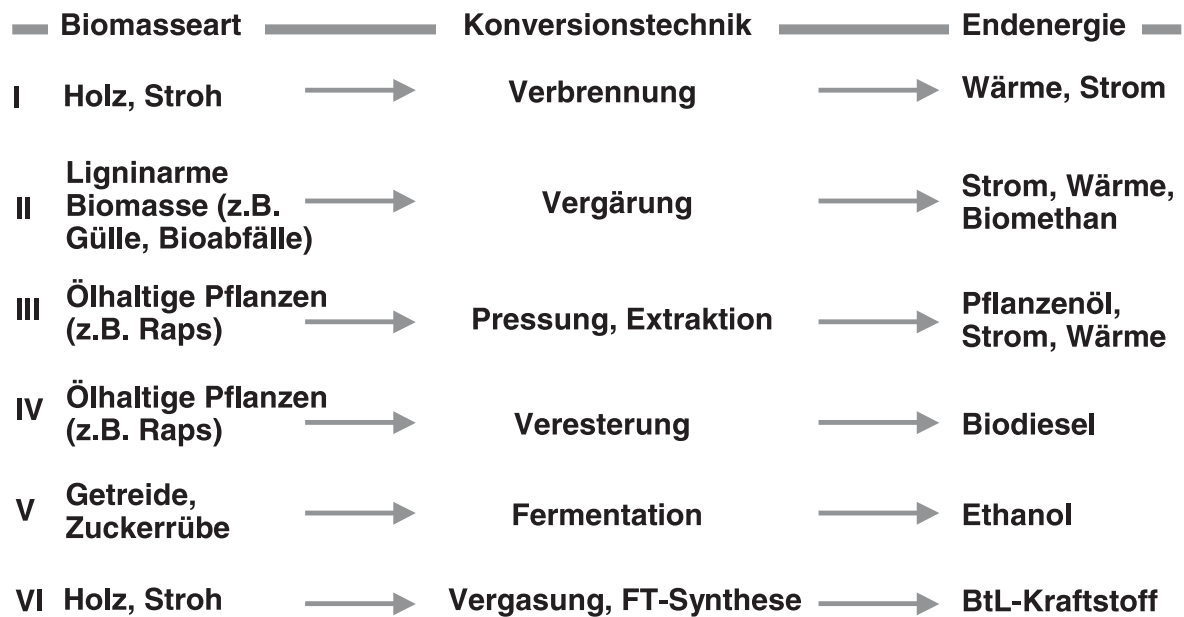 Biomasseart Konversionstechnik Endenergie
I Holz, Stroh Verbrennung Wärme, Strom
II Ligninarme
Biomasse (z.B.
Gülle, Bioabfälle)
Vergärung
Strom, Wärme,
Biomethan
III Ölhaltige Pflanzen
(z.B. Raps)
Pressung, Extraktion
Pflanzenöl,
Strom, Wärme
IV Ölhaltige Pflanzen
(z.B. Raps)
Veresterung
Biodiesel
V Getreide,
Zuckerrübe
Fermentation
Ethanol
VI Holz, Stroh Vergasung, FT-Synthese BtL-Kraftstoff